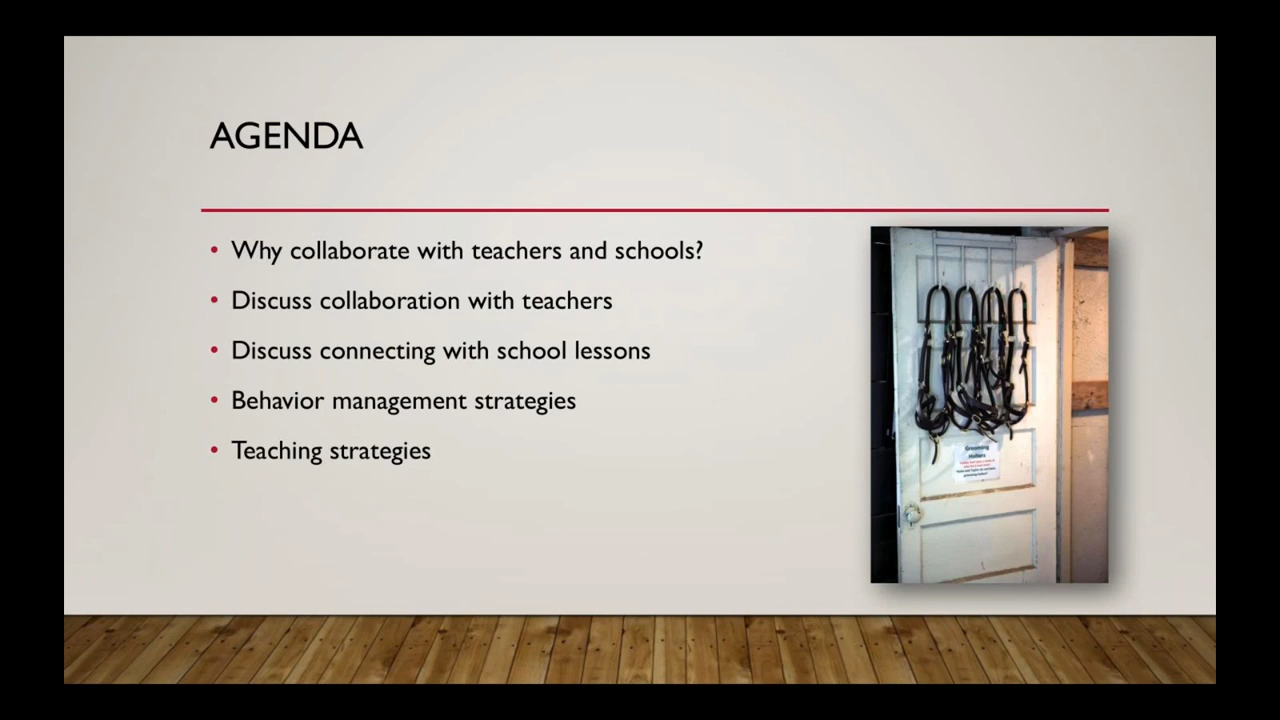 AGENDA
• Why collaborate with teachers and schools?
• Discuss collaboration with teachers
• Discuss connecting with school lessons
• Behavior management strategies
• Teaching strategies
Grooming
Halters